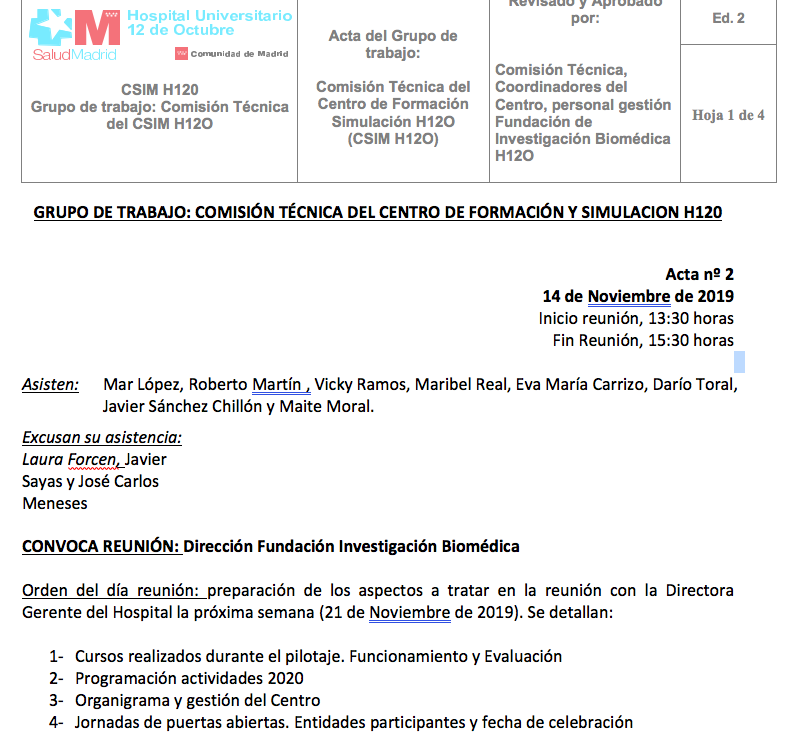 Hospital Universitario
12 de Octubre
SaludMadrid
Comunidad de Madrid
CSIM H120
Grupo de trabajo: Comisión Técnica
del CSIM H12O
Acta del Grupo de
trabajo:
Comisión Técnica del
Centro de Formación
Simulación H12O
(CSIM H12O)
Revisado y Aprobado
por:
Comisión Técnica,
Coordinadores del
Centro, personal gestión
Fundación de
Investigación Biomédica
H12O
Ed. 2
Hoja 1 de 4
GRUPO DE TRABAJO: COMISIÓN TÉCNICA DEL CENTRO DE FORMACIÓN Y SIMULACION H120
Acta nº 2
14 de Noviembre de 2019
Inicio reunión, 13:30 horas
Fin Reunión, 15:30 horas
Asisten: Mar López, Roberto Martín , Vicky Ramos, Maribel Real, Eva María Carrizo, Darío Toral,
Javier Sánchez Chillón y Maite Moral.
Excusan su asistencia:
Laura Forcen, Javier
Sayas y José Carlos
Meneses
CONVOCA REUNIÓN: Dirección Fundación Investigación Biomédica
Orden del día reunión: preparación de los aspectos a tratar en la reunión con la Directora
Gerente del Hospital la próxima semana (21 de Noviembre de 2019). Se detallan:
1- Cursos realizados durante el pilotaje. Funcionamiento y Evaluación
2- Programación actividades 2020
3- Organigrama y gestión del Centro
4- Jornadas de puertas abiertas. Entidades participantes y fecha de celebración